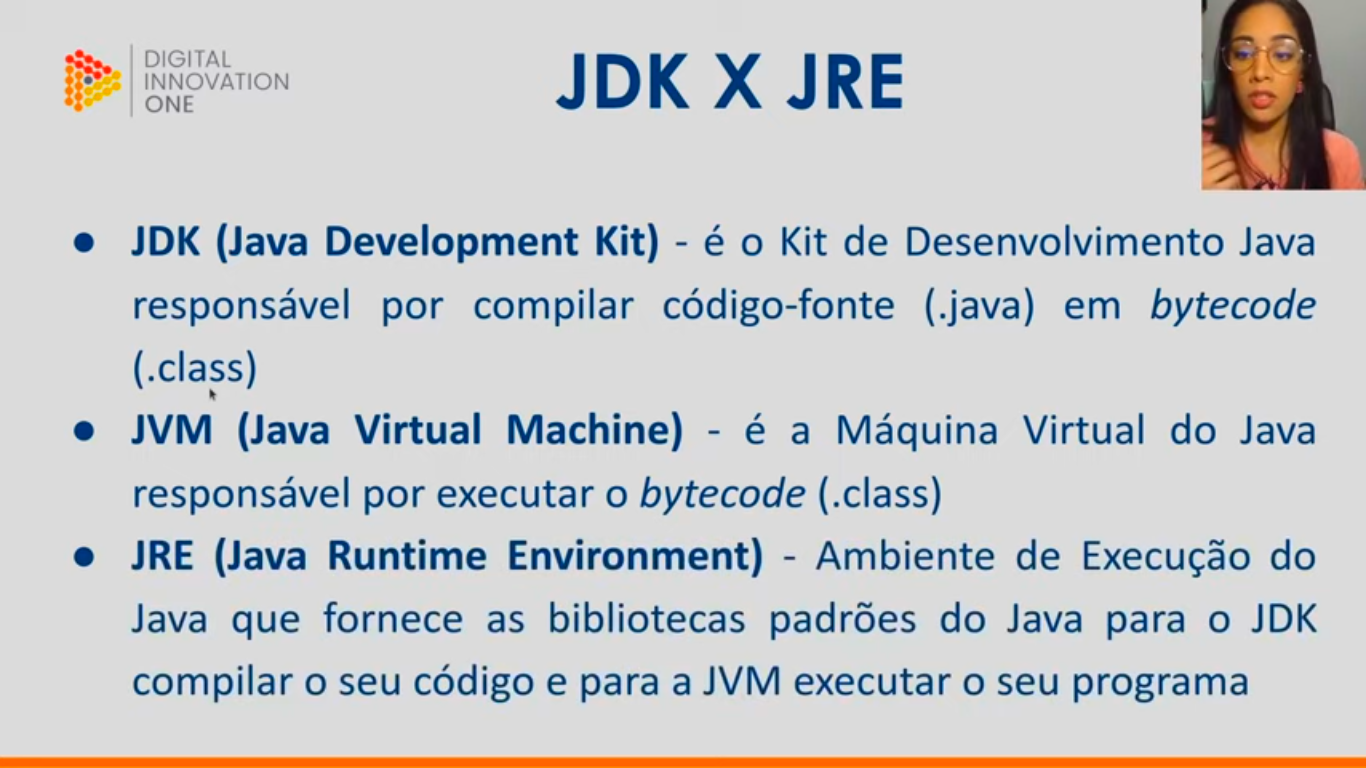 DIGITAL
INNOVATION
ONE
JDK X JRE
● JDK (Java Development Kit) - é o Kit de Desenvolvimento Java
responsável por compilar código-fonte (.java) em bytecode
(.class)
● JVM (Java Virtual Machine) - é a Máquina Virtual do Java
responsável por executar o bytecode (.class)
● JRE (Java Runtime Environment) - Ambiente de Execução do
Java que fornece as bibliotecas padrões do Java para o JDK
compilar o seu código e para a JVM executar o seu programa